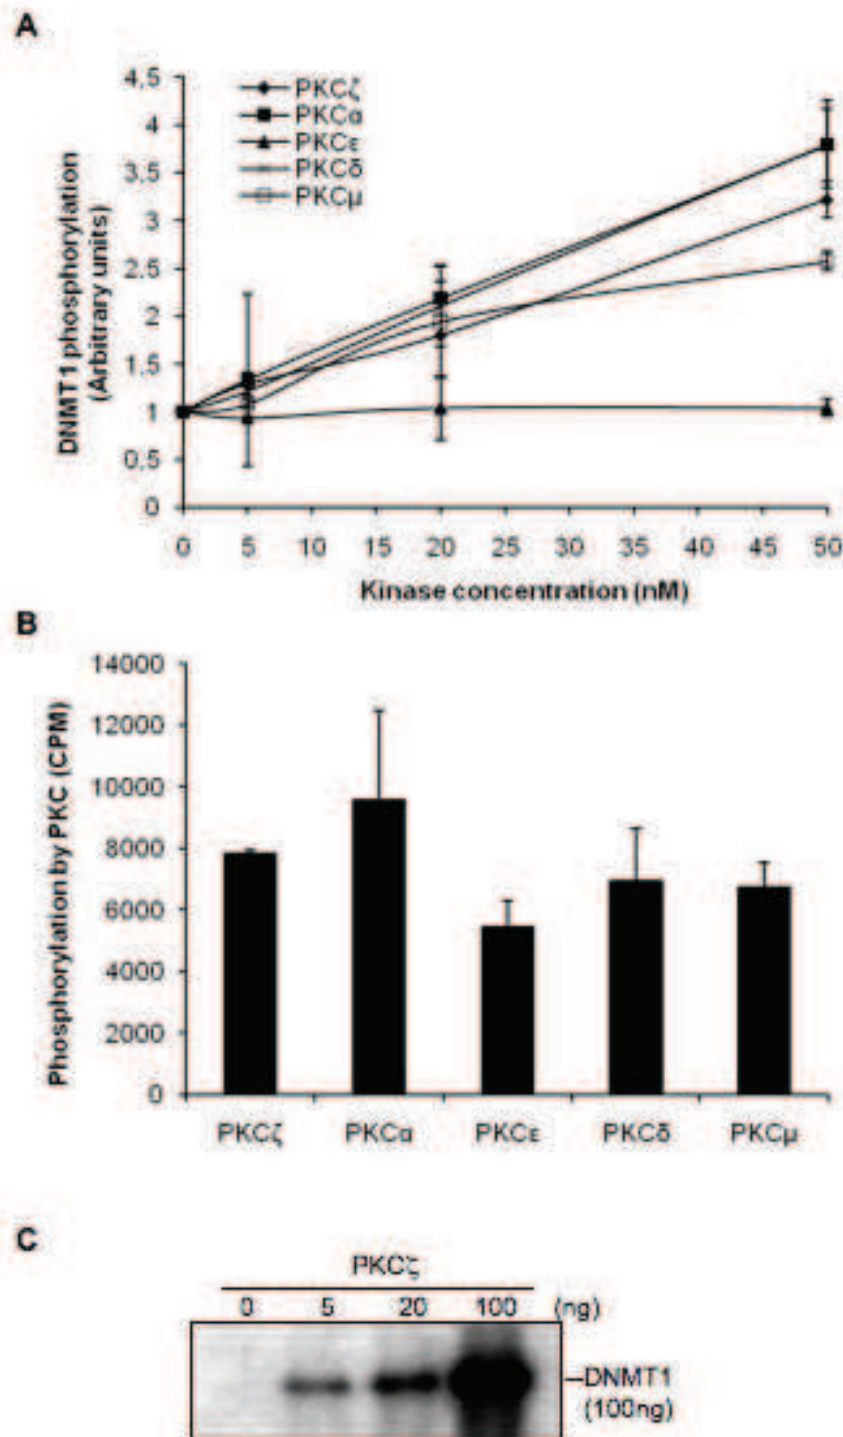 A
4.5
4
3.5
3
2.5
2
1.5
1
0.5
0
DNMT1 phosphorylation
(Arbitrary units)
PKCζ
PKCα
PKCε
PKCδ
PKCµ
0 5 10 15 20 25 30 35 40 45 50
Kinase concentration (nM)
B
14000
12000
10000
8000
6000
4000
2000
0
Phosphorylation by PKC (CPM)
PKCζ PKCα PKCε PKCδ PKCµ
C
PKCζ
0 5 20 100 (ng)
DNMT1
(100ng)